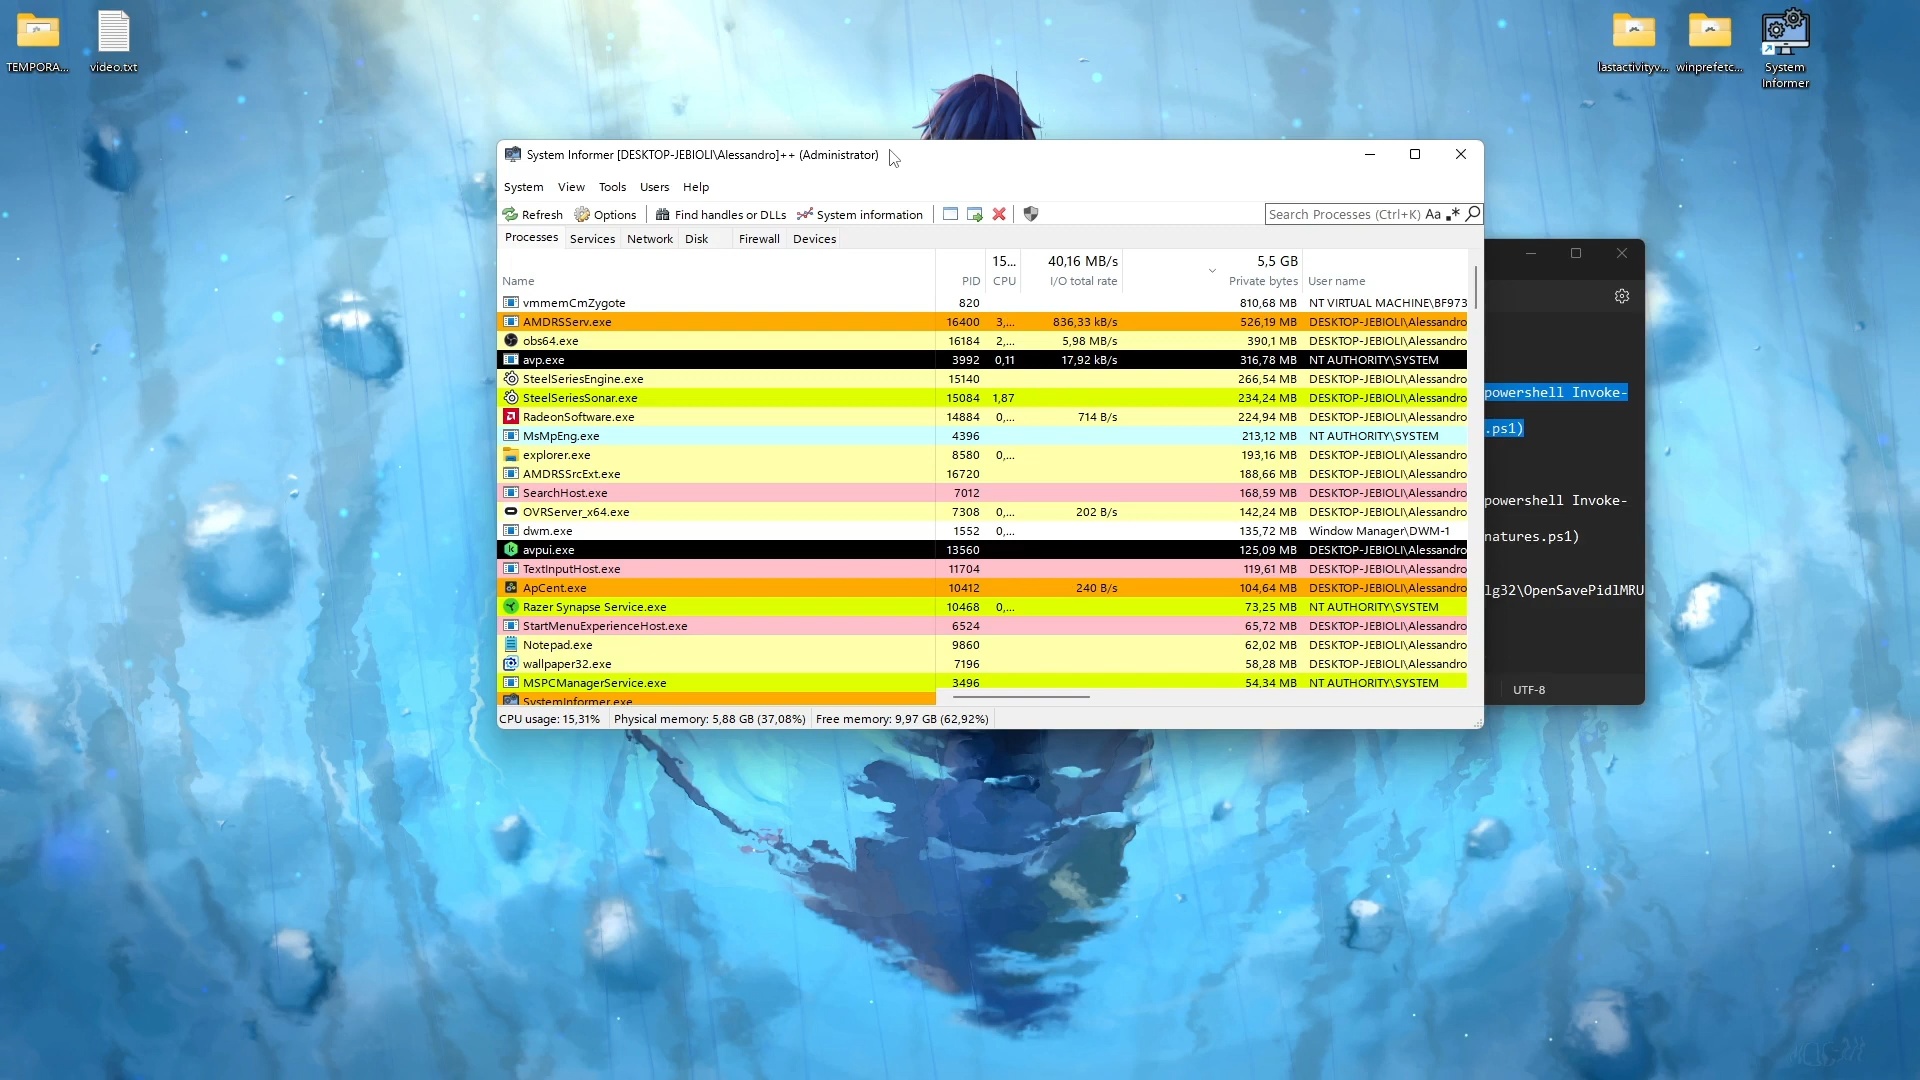 TEMPORA...
video.txt
lastactivityv...
winprefetc...
System
Informer
System Informer [DESKTOP-JEBIOLI\Alessandro]++ (Administrator)
System View Tools Users Help
Refresh Options Find handles or DLLs System information Search Processes (Ctrl+K) Aa .*
Processes Services Network Disk Firewall Devices
15... 40,16 MB/s 5,5 GB
Name PID CPU I/O total rate Private bytes User name
vmmemCmZygote 820 810,68 MB NT VIRTUAL MACHINE\BF973
AMDRSServ.exe 16400 3,... 836,33 kB/s 526,19 MB DESKTOP-JEBIOLI\Alessandro
obs64.exe 16184 2,... 5,98 MB/s 390,1 MB DESKTOP-JEBIOLI\Alessandro
avp.exe 3992 0,11 17,92 kB/s 316,78 MB NT AUTHORITY\SYSTEM
SteelSeriesEngine.exe 15140 266,54 MB DESKTOP-JEBIOLI\Alessandro
SteelSeriesSonar.exe 15084 1,87 234,24 MB DESKTOP-JEBIOLI\Alessandro
RadeonSoftware.exe 14884 0,... 714 B/s 224,94 MB DESKTOP-JEBIOLI\Alessandro
MsMpEng.exe 4396 213,12 MB NT AUTHORITY\SYSTEM
explorer.exe 8580 0,... 193,16 MB DESKTOP-JEBIOLI\Alessandro
AMDRSSrcExt.exe 16720 188,66 MB DESKTOP-JEBIOLI\Alessandro
SearchHost.exe 7012 168,59 MB DESKTOP-JEBIOLI\Alessandro
OVRServer_x64.exe 7308 0,... 202 B/s 142,24 MB DESKTOP-JEBIOLI\Alessandro
dwm.exe 1552 0,... 135,72 MB Window Manager\DWM-1
avpui.exe 13560 125,09 MB DESKTOP-JEBIOLI\Alessandro
TextInputHost.exe 11704 119,61 MB DESKTOP-JEBIOLI\Alessandro
ApCent.exe 10412 240 B/s 104,64 MB DESKTOP-JEBIOLI\Alessandro
Razer Synapse Service.exe 10468 0,... 73,25 MB NT AUTHORITY\SYSTEM
StartMenuExperienceHost.exe 6524 65,72 MB DESKTOP-JEBIOLI\Alessandro
Notepad.exe 9860 62,02 MB DESKTOP-JEBIOLI\Alessandro
wallpaper32.exe 7196 58,28 MB DESKTOP-JEBIOLI\Alessandro
MSPCManagerService.exe 3496 54,34 MB NT AUTHORITY\SYSTEM
SystemInformer.exe
CPU usage: 15,31% Physical memory: 5,88 GB (37,08%) Free memory: 9,97 GB (62,92%)
powershell Invoke-
.ps1)
powershell Invoke-
natures.ps1)
lg32\OpenSavePidlMRU
UTF-8